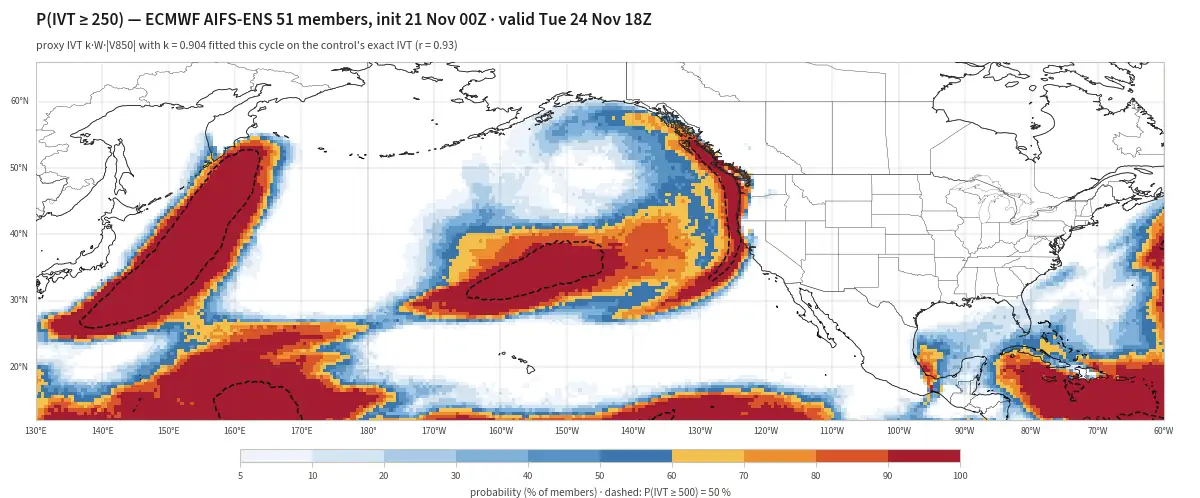 P(IVT ≥ 250) — ECMWF AIFS-ENS 51 members, init 21 Nov 00Z · valid Tue 24 Nov 18Z
proxy IVT k·W·|V850| with k = 0.904 fitted this cycle on the control's exact IVT (r = 0.93)
60°N
50°N
40°N
30°N
20°N
130°E 140°E 150°E 160°E 170°E 180° 170°W 160°W 150°W 140°W 130°W 120°W 110°W 100°W 90°W 80°W 70°W 60°W
5 10 20 30 40 50 60 70 80 90 100
probability (% of members) · dashed: P(IVT ≥ 500) = 50 %